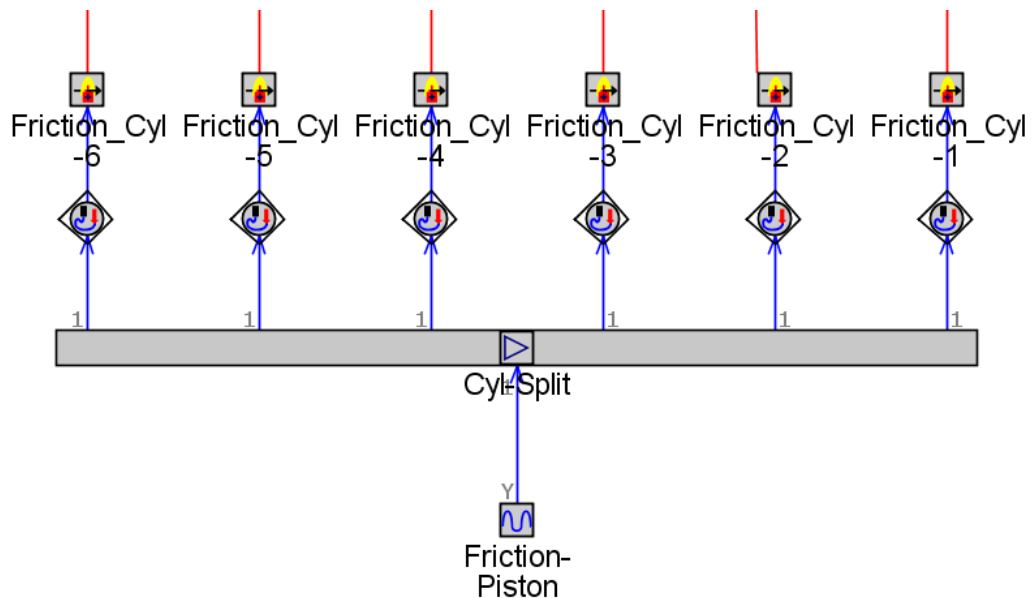 Friction_Cyl Friction_Cyl Friction_Cyl Friction_Cyl Friction_Cyl Friction_Cyl
-6 -5 -4 -3 -2 -1
1 1 1 1 1 1
Cyl-Split
1
Y
Friction-
Piston